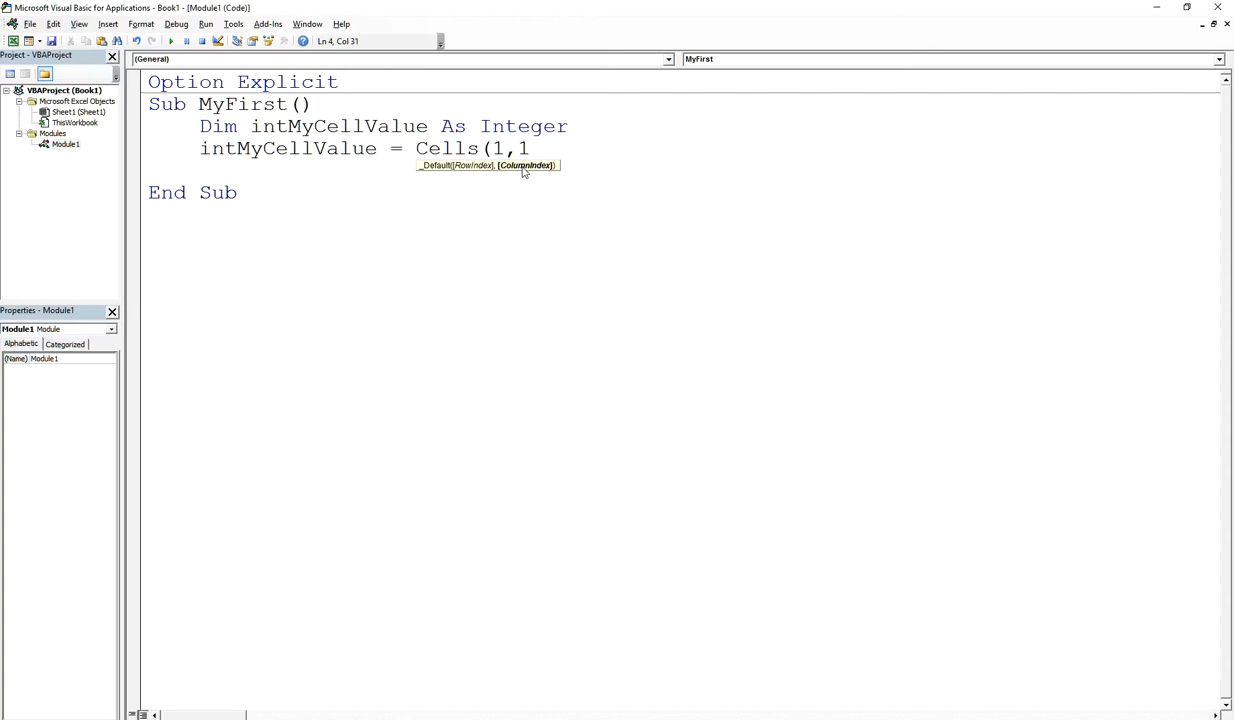 Microsoft Visual Basic for Applications - Book1 - [Module1 (Code)]
File Edit View Insert Format Debug Run Tools Add-Ins Window Help
Ln 4, Col 31
Project - VBAProject
(General) MyFirst
VBAProject (Book1)
Microsoft Excel Objects
Sheet1 (Sheet1)
ThisWorkbook
Modules
Module1
Option Explicit
Sub MyFirst()
Dim intMyCellValue As Integer
intMyCellValue = Cells(1,1
_Default([RowIndex], [ColumnIndex])
End Sub
Properties - Module1
Module1 Module
Alphabetic Categorized
(Name) Module1